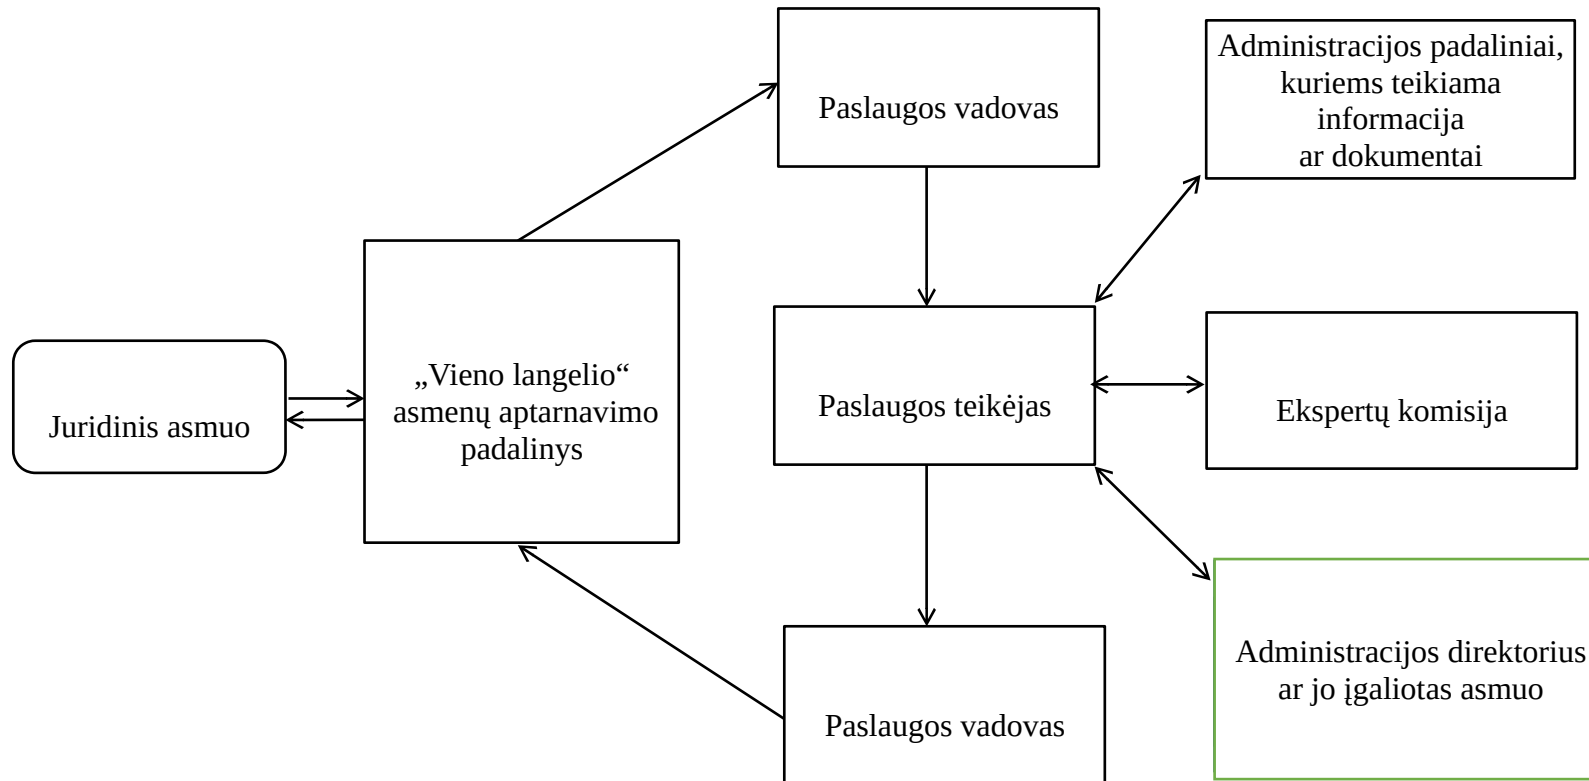 Paslaugos vadovas
Administracijos padaliniai,
kuriems teikiama
informacija
ar dokumentai
Juridinis asmuo
„Vieno langelio“
asmenų aptarnavimo
padalinys
Paslaugos teikėjas
Ekspertų komisija
Paslaugos vadovas
Administracijos direktorius
ar jo įgaliotas asmuo